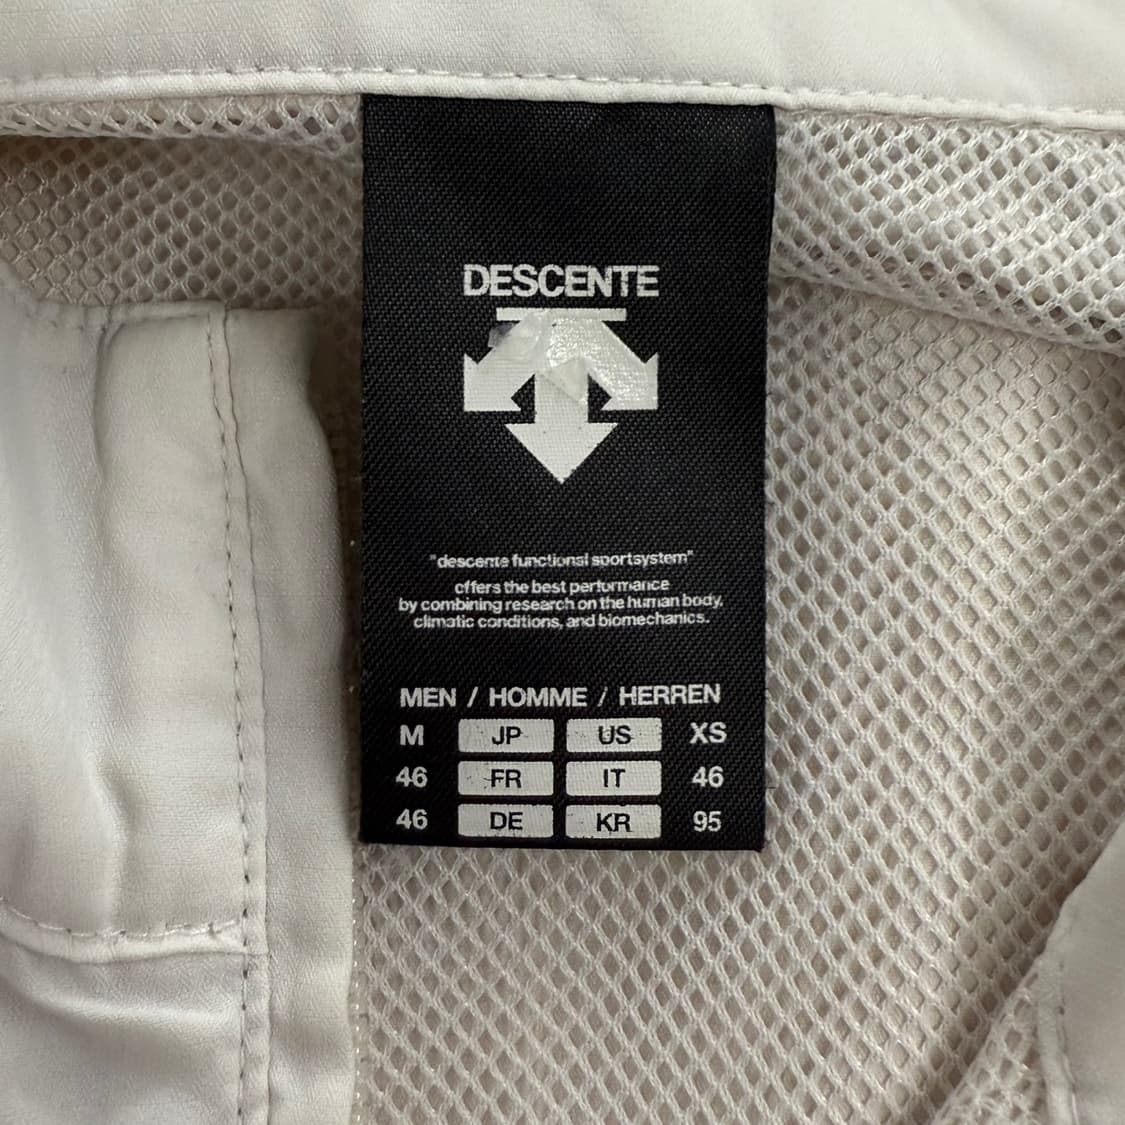 DESCENTE
"descente functional sportsystem"
offers the best performance
by combining research on the human body,
climatic conditions, and biomechanics.
MEN / HOMME / HERREN
M JP US XS
46 FR IT 46
46 DE KR 95